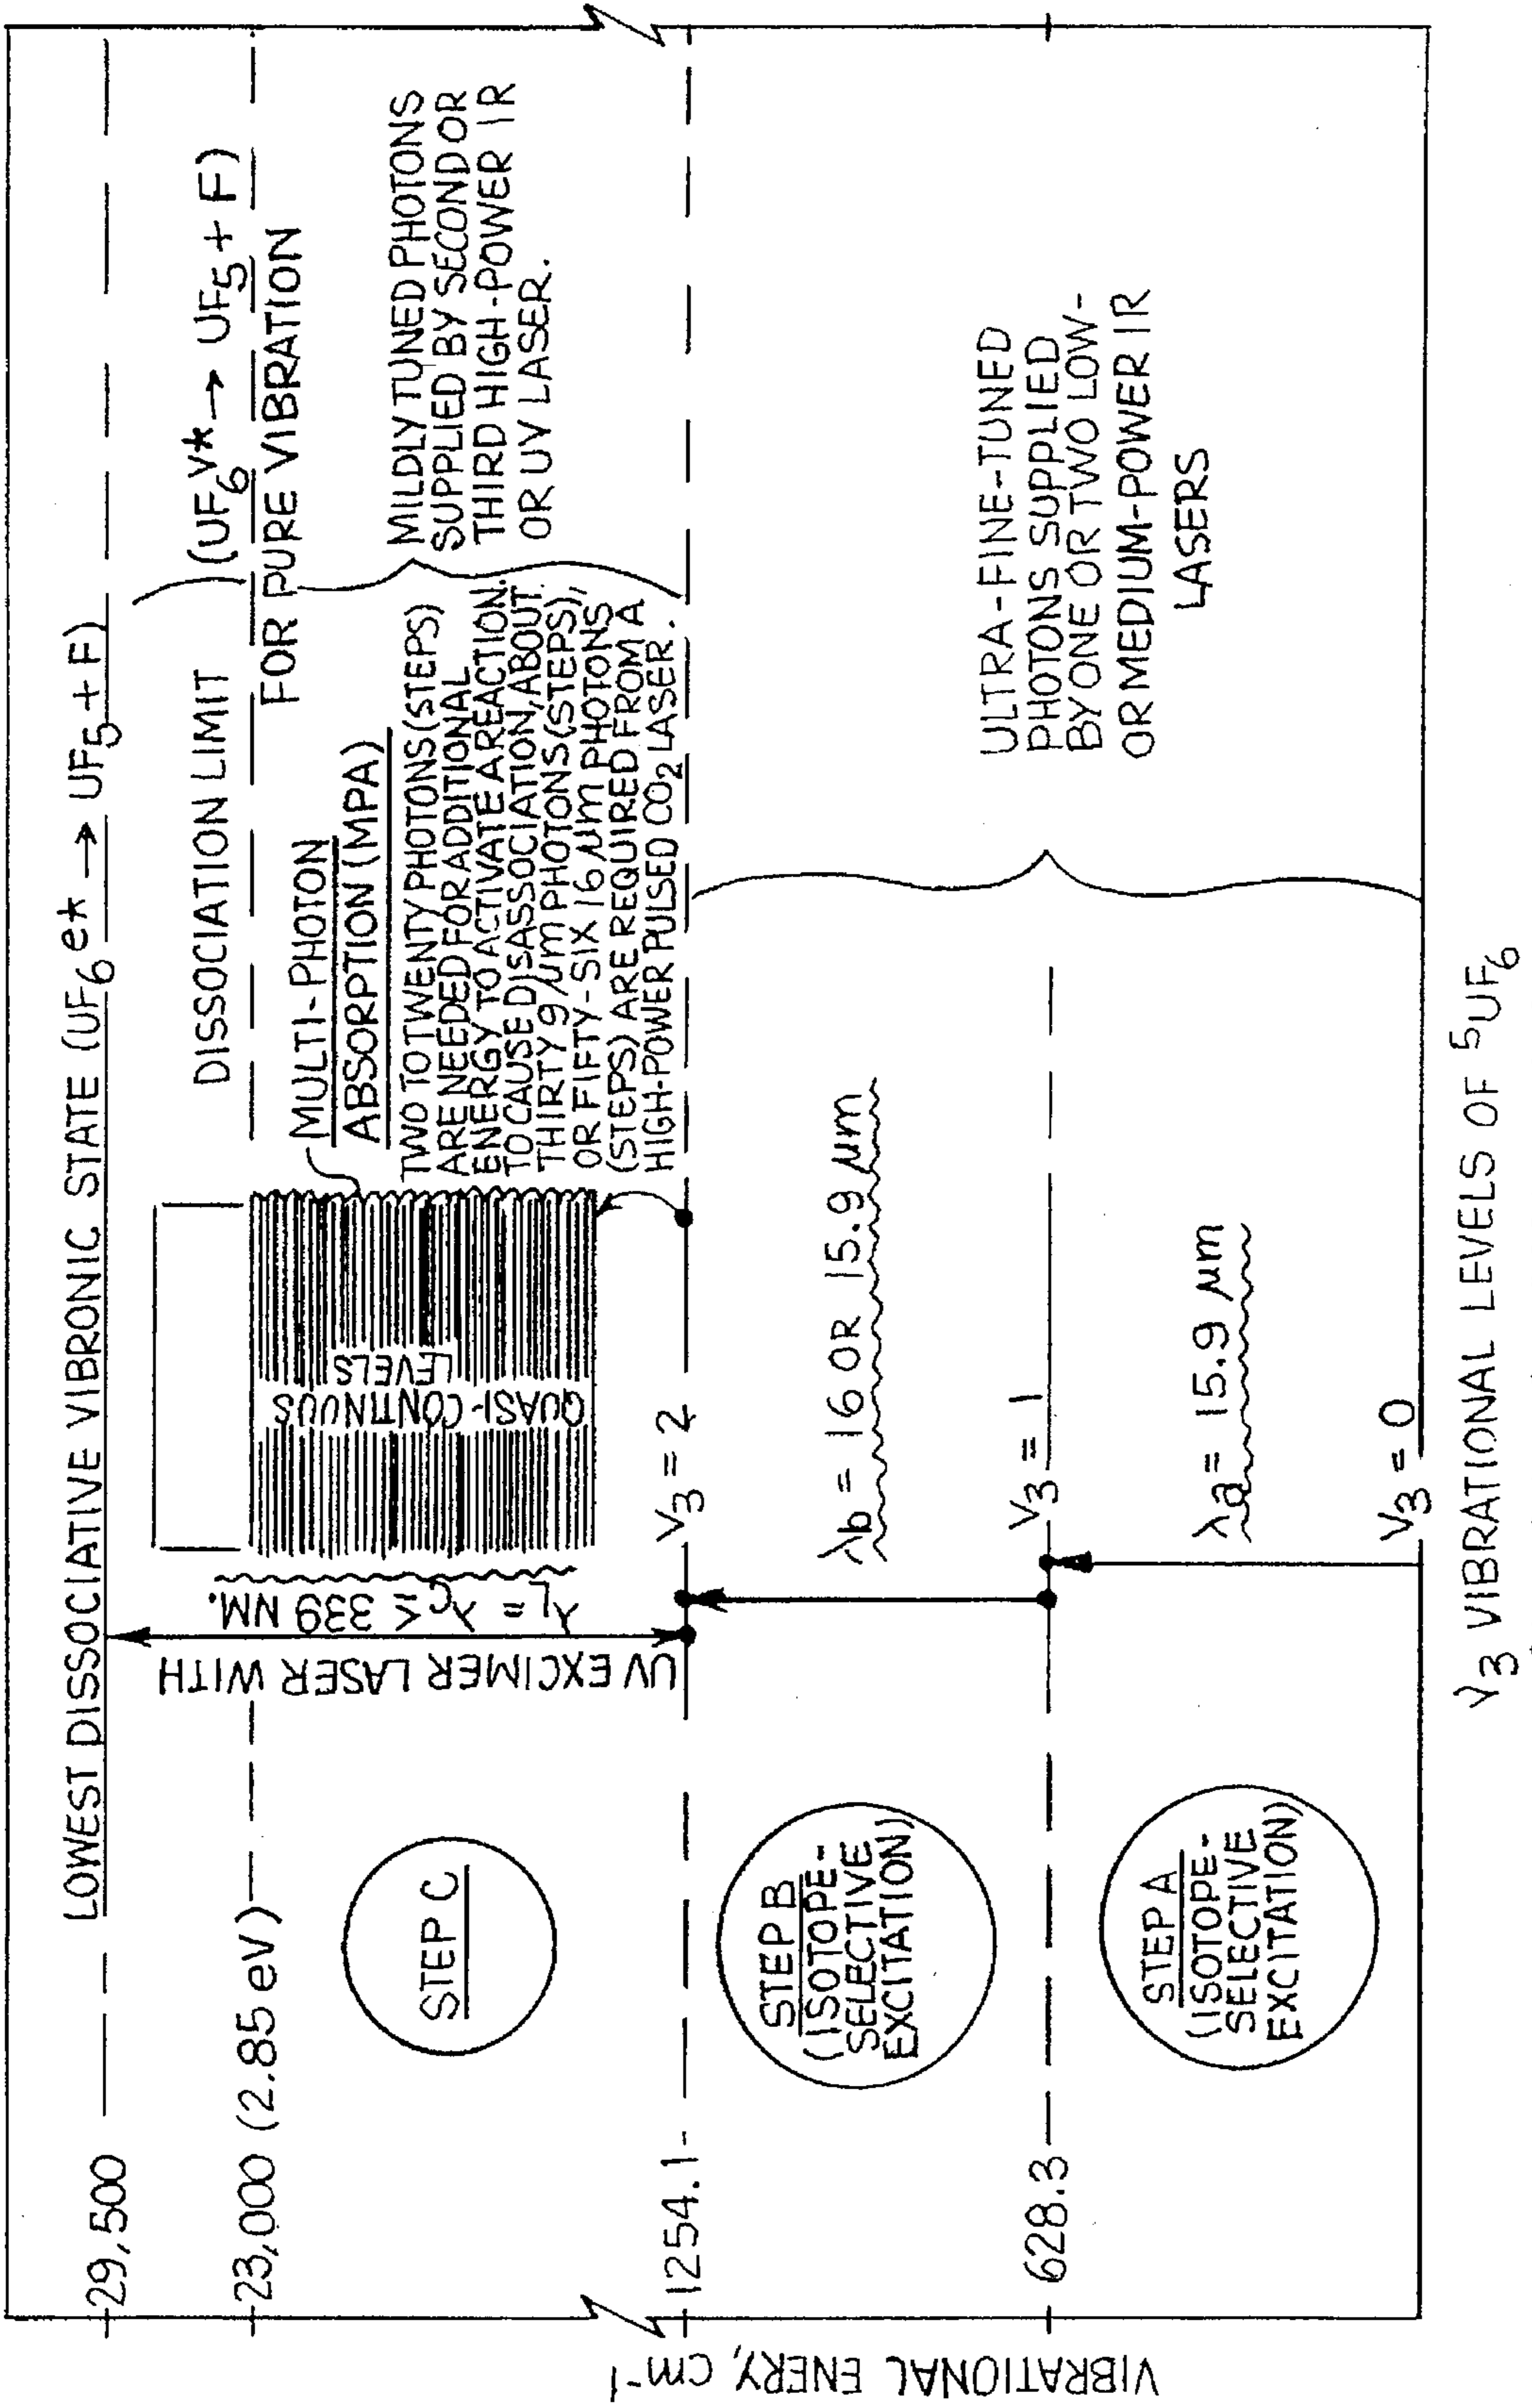 LOWEST DISSOCIATIVE VIBRONIC STATE (UF6e* → UF5 + F)
29,500
DISSOCIATION LIMIT (UF6v* → UF5 + F)
FOR PURE VIBRATION
23,000 (2.85 eV)
MULTI-PHOTON
ABSORPTION (MPA)
TWO TO TWENTY PHOTONS (STEPS)
ARE NEEDED FOR ADDITIONAL
ENERGY TO ACTIVATE A REACTION.
TO CAUSE DISASSOCIATION, ABOUT
THIRTY 9 µm PHOTONS (STEPS),
OR FIFTY-SIX 16 µm PHOTONS
(STEPS) ARE REQUIRED FROM A
HIGH-POWER PULSED CO2 LASER.
MILDLY TUNED PHOTONS
SUPPLIED BY SECOND OR
THIRD HIGH-POWER IR
OR UV LASER.
QUASI-CONTINUOUS
LEVELS
UV EXCIMER LASER WITH
λL = λC ≤ 339 NM.
STEP C
1254.1
V3 = 2
STEP B
(ISOTOPE-
SELECTIVE
EXCITATION)
λb = 16 OR 15.9 µm
ULTRA-FINE-TUNED
PHOTONS SUPPLIED
BY ONE OR TWO LOW-
OR MEDIUM-POWER IR
LASERS
628.3
V3 = 1
STEP A
(ISOTOPE-
SELECTIVE
EXCITATION)
λa = 15.9 µm
V3 = 0
VIBRATIONAL ENERY, cm-1
ν3 VIBRATIONAL LEVELS OF 5UF6